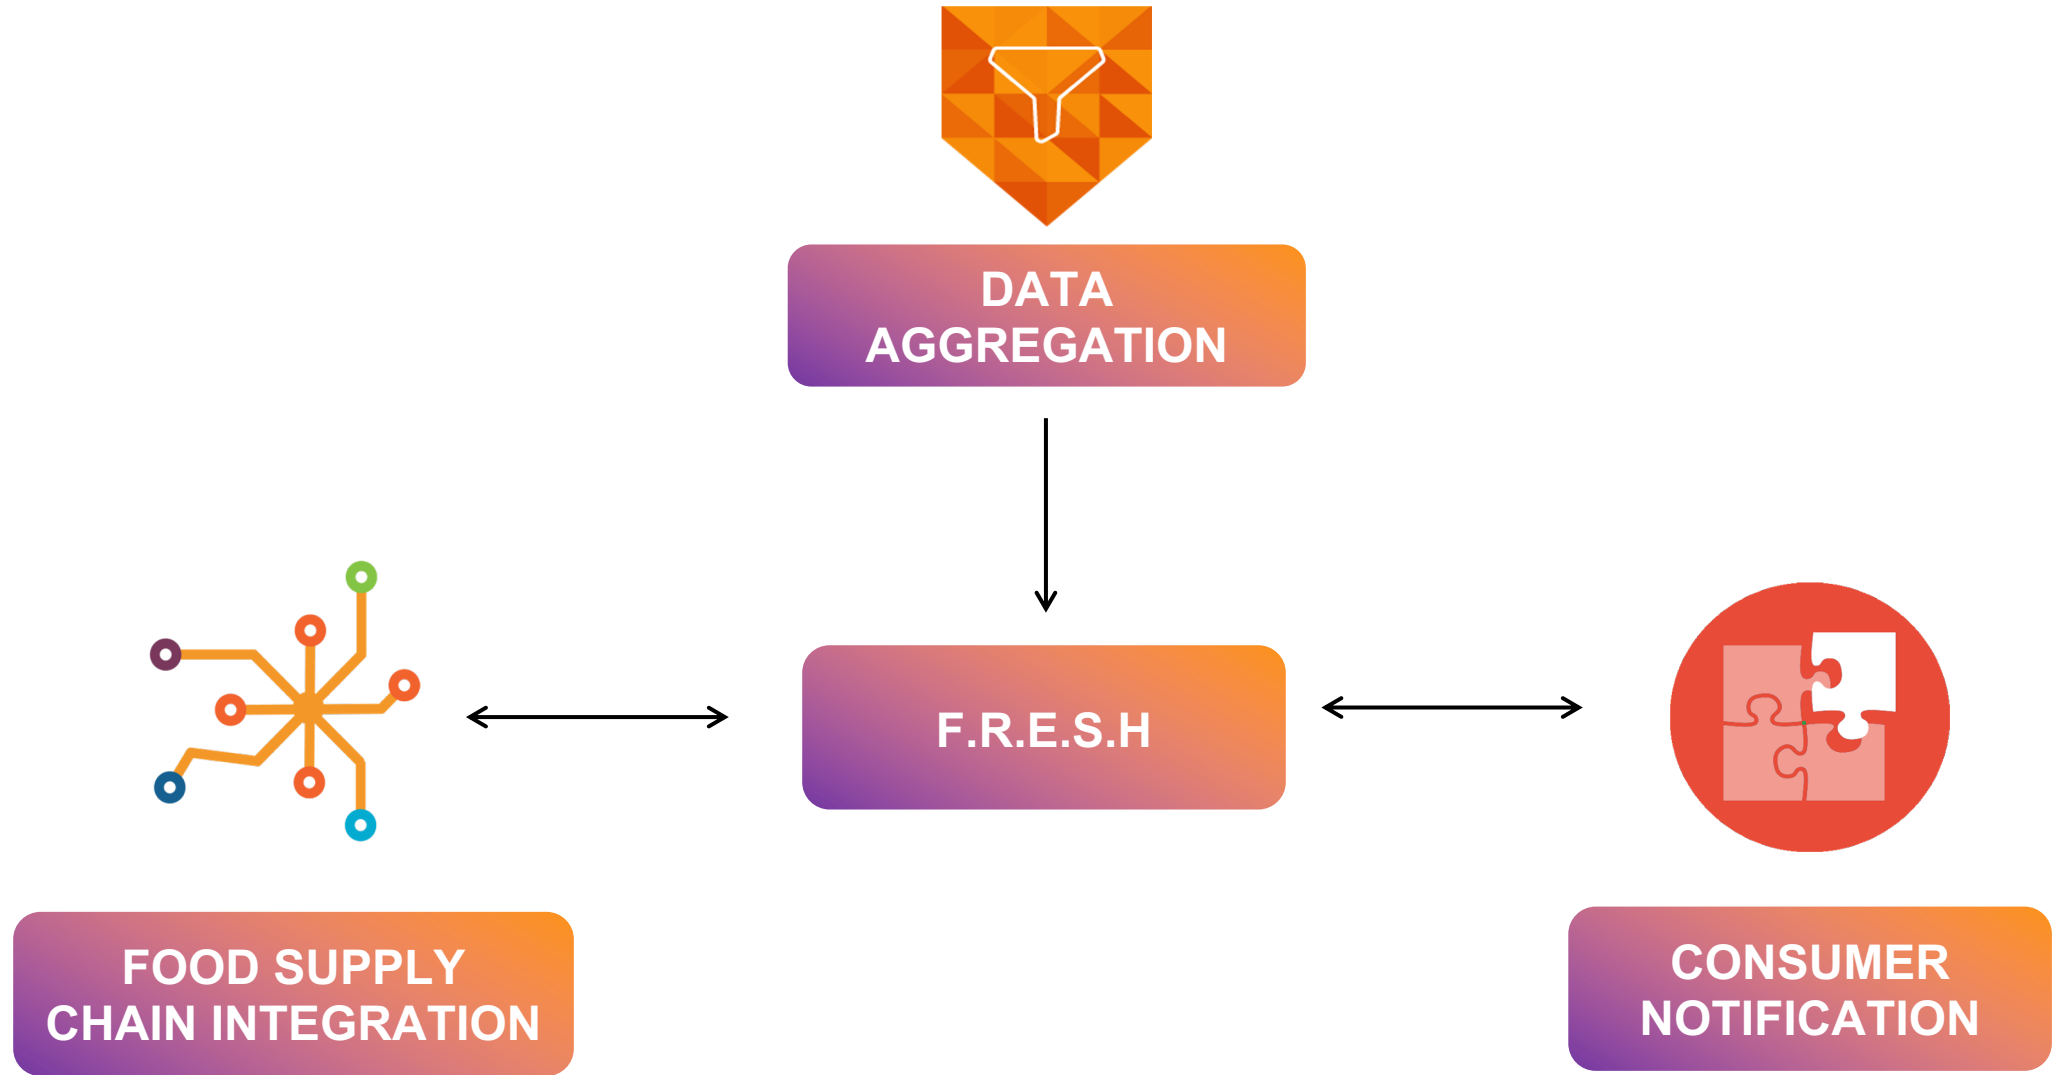 DATA
AGGREGATION
F.R.E.S.H
FOOD SUPPLY
CHAIN INTEGRATION
CONSUMER
NOTIFICATION